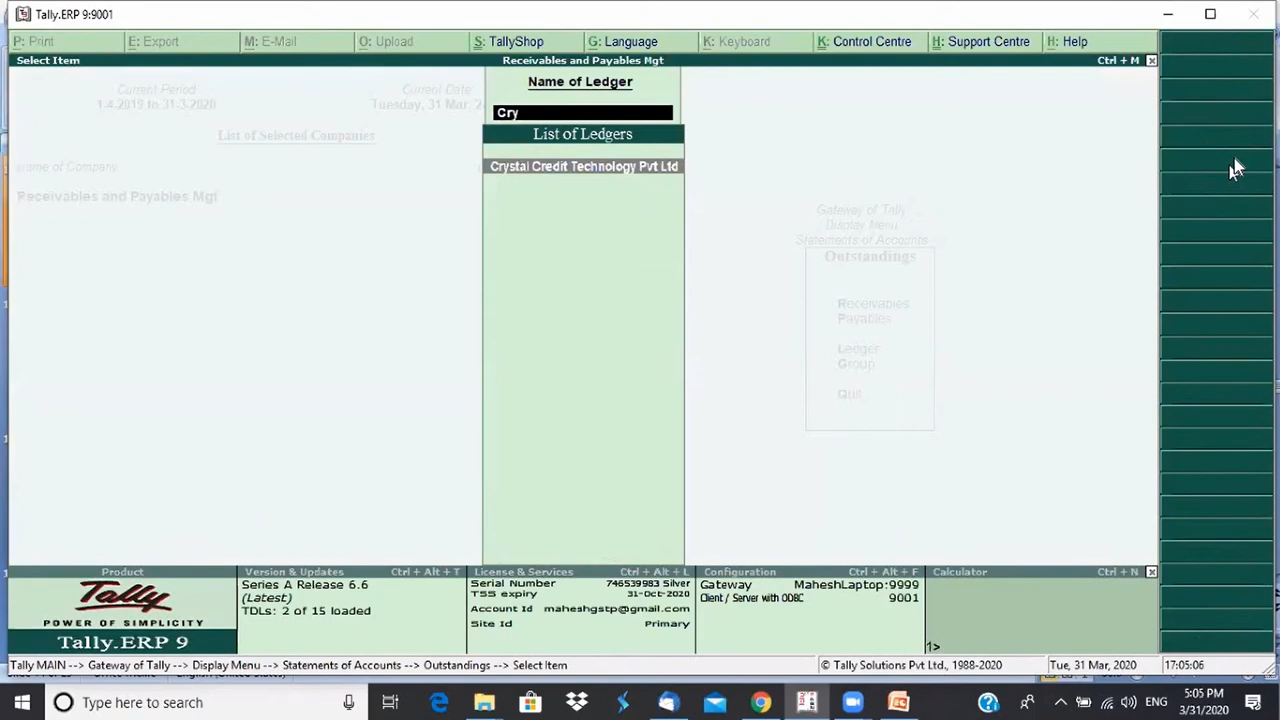 Tally.ERP 9:9001
P: Print
E: Export
M: E-Mail
O: Upload
S: TallyShop
G: Language
K: Keyboard
K: Control Centre
H: Support Centre
H: Help
Select Item
Receivables and Payables Mgt
Ctrl + M
Current Period
1-4-2019 to 31-3-2020
Current Date
Tuesday, 31 Mar, 2
List of Selected Companies
ame of Company
Receivables and Payables Mgt
Name of Ledger
Cry
List of Ledgers
Crystal Credit Technology Pvt Ltd
Gateway of Tally
Display Menu
Statements of Accounts
Outstandings
Receivables
Payables
Ledger
Group
Quit
Product
Tally
POWER OF SIMPLICITY
Tally.ERP 9
Version & Updates
Ctrl + Alt + T
Series A Release 6.6
(Latest)
TDLs: 2 of 15 loaded
License & Services
Ctrl + Alt + L
Serial Number
746539983 Silver
TSS expiry
31-Oct-2020
Account Id
maheshgstp@gmail.com
Site Id
Primary
Configuration
Ctrl + Alt + F
Gateway
MaheshLaptop:9999
Client / Server with ODBC
9001
Calculator
Ctrl + N
1>
Tally MAIN --> Gateway of Tally --> Display Menu --> Statements of Accounts --> Outstandings --> Select Item
© Tally Solutions Pvt Ltd., 1988-2020
Tue, 31 Mar, 2020
17:05:06
Type here to search
ENG
5:05 PM
3/31/2020